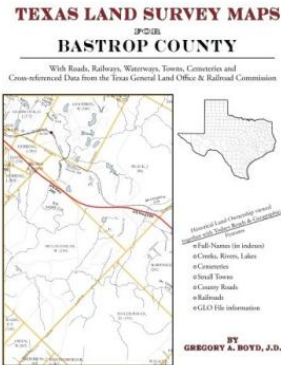 TEXAS LAND SURVEY MAPS
FOR
BASTROP COUNTY
With Roads, Railways, Waterways, Towns, Cemeteries and
Cross-referenced Data from the Texas General Land Office & Railroad Commission
Historical Land Ownership viewed
together with Todays Roads & Geographic
Features
Full-Names (in indexes)
Creeks, Rivers, Lakes
Cemeteries
Small Towns
County Roads
Railroads
GLO File information
BY
GREGORY A. BOYD, J.D.